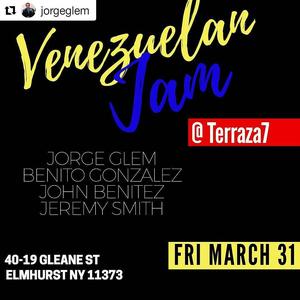 jorgeglem
Venezuelan
Jam
@ Terraza7
JORGE GLEM
BENITO GONZALEZ
JOHN BENITEZ
JEREMY SMITH
40-19 GLEANE ST
ELMHURST NY 11373
FRI MARCH 31